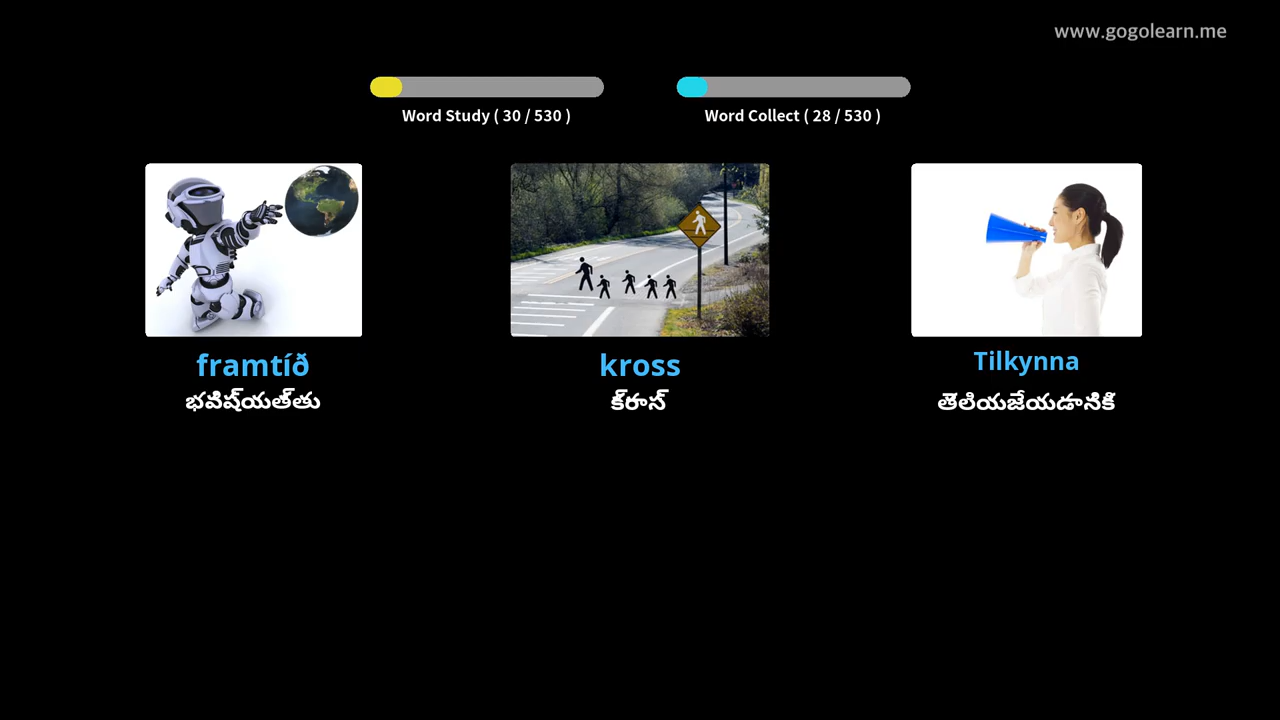 www.gogolearn.me
Word Study ( 30 / 530 )
Word Collect ( 28 / 530 )
framtíð
kross
Tilkynna
భవిష్యత్తు
క్రాస్
తెలియజేయడానికి